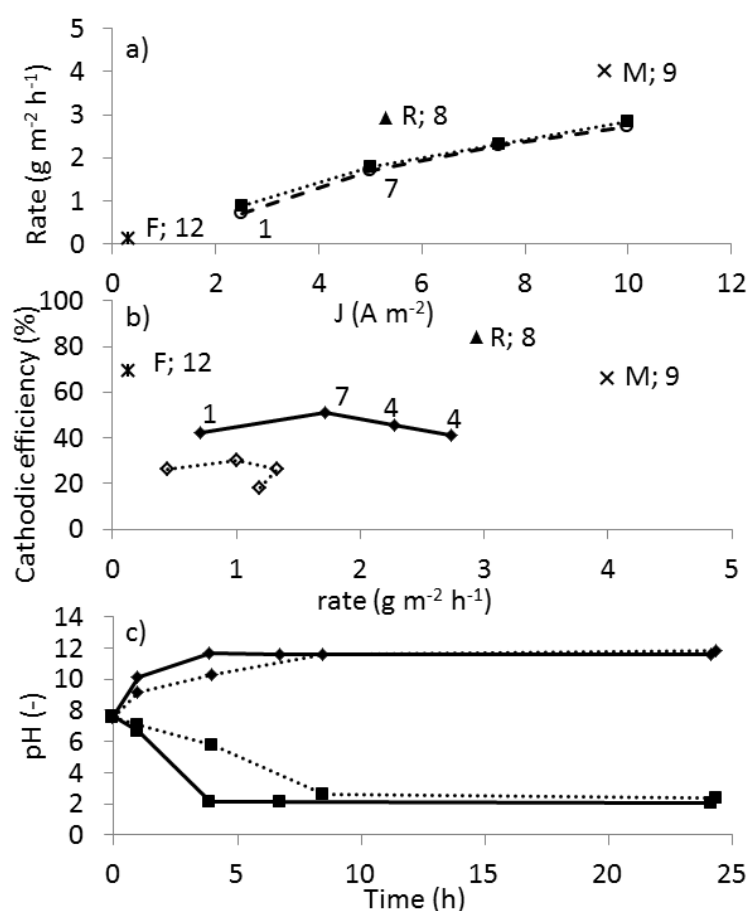 a)
Rate (g m⁻² h⁻¹)
5
4
3
2
1
0
M; 9
R; 8
7
1
F; 12
0 2 4 6 8 10 12
J (A m⁻²)
b)
Cathodic efficiency (%)
100
80
60
40
20
0
R; 8
F; 12
M; 9
1 7 4 4
0 1 2 3 4 5
rate (g m⁻² h⁻¹)
c)
pH (-)
14
12
10
8
6
4
2
0
0 5 10 15 20 25
Time (h)